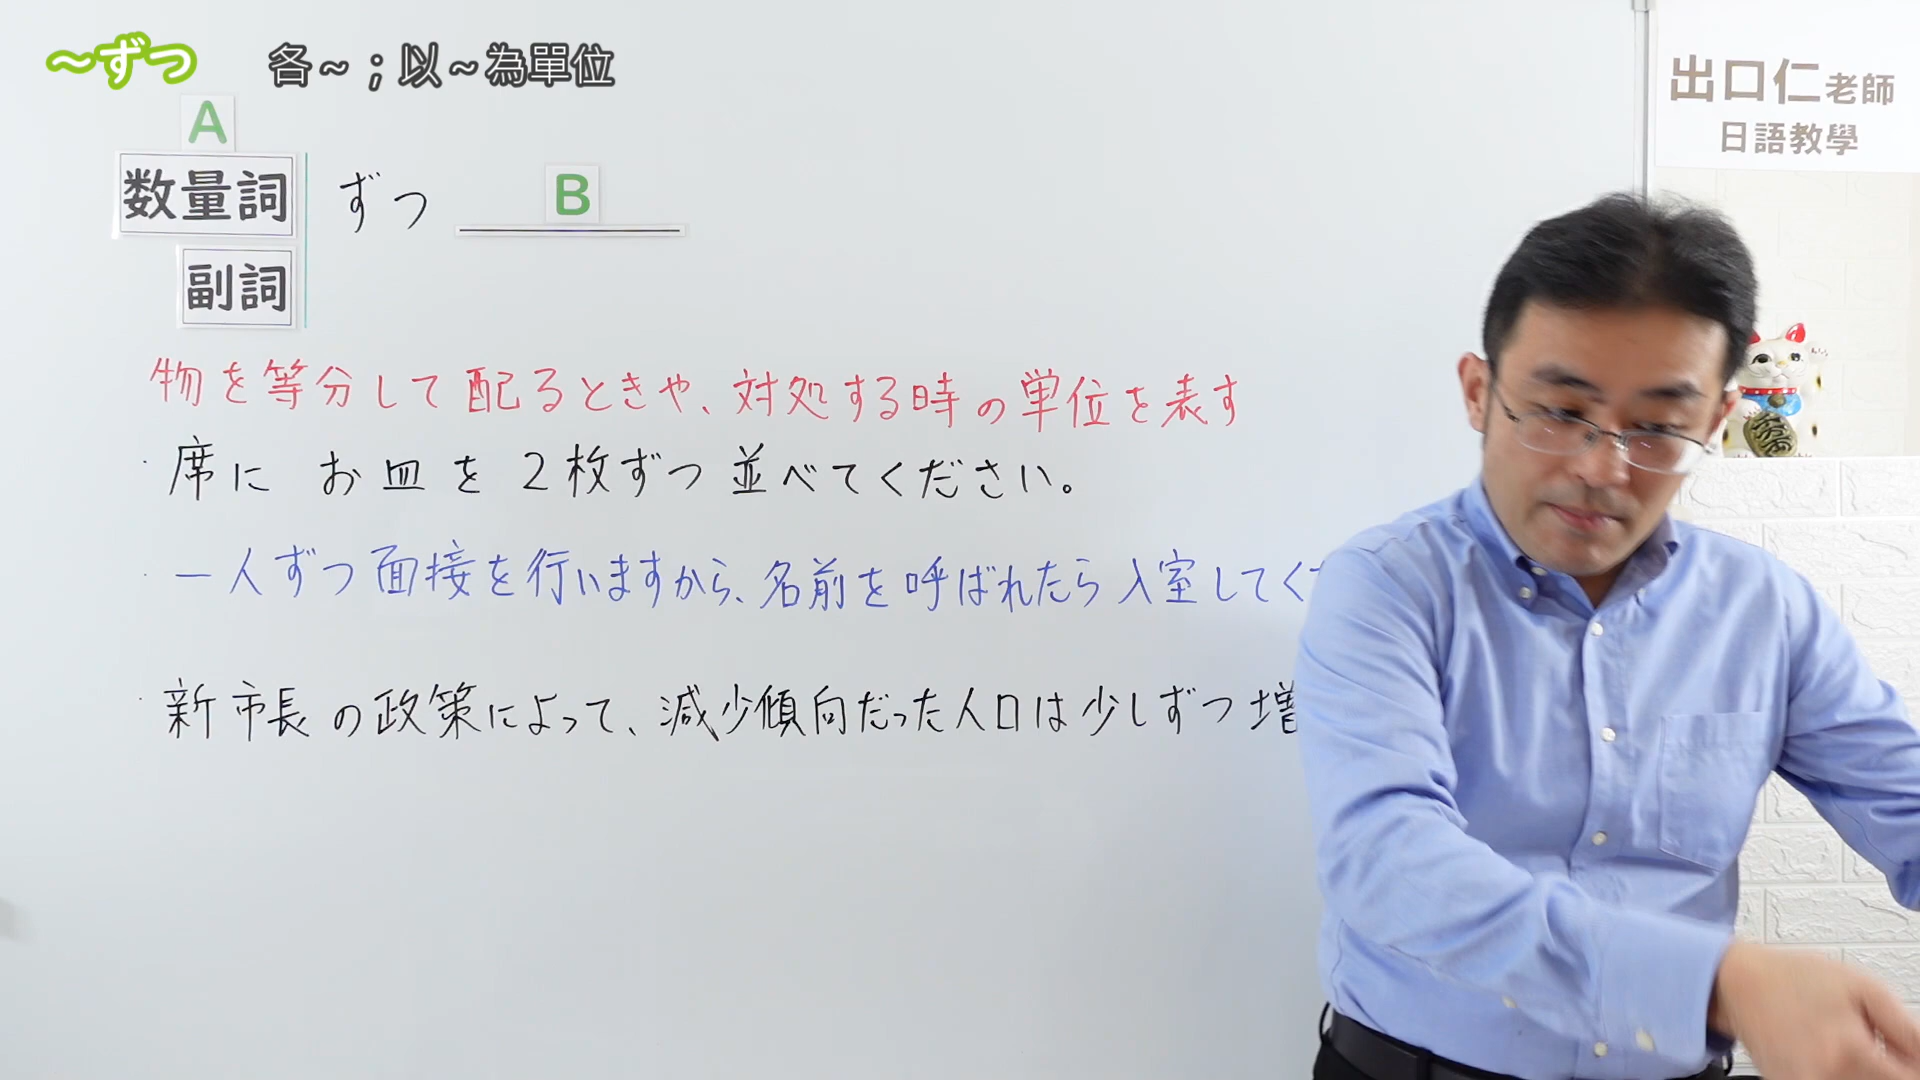 ～ずつ 各～；以～為單位
出口仁老師
日語教學
A
数量詞 ずつ B
副詞
物を等分して配るときや、対処する時の単位を表す
・席に お皿を 2枚ずつ 並べてください。
・一人ずつ面接を行いますから、名前を呼ばれたら入室してく
・新市長の政策によって、減少傾向だった人口は少しずつ増